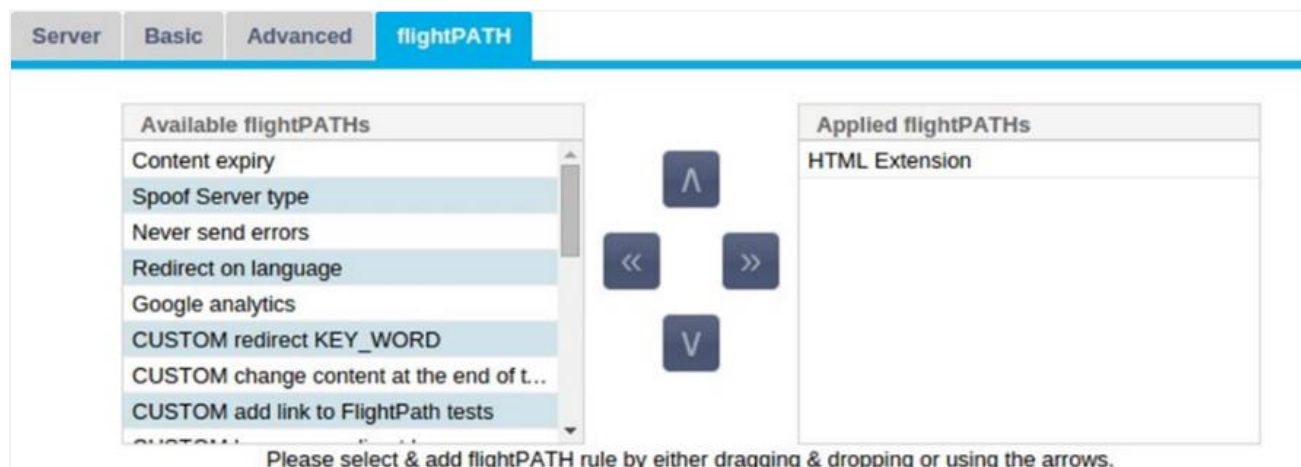 Server Basic Advanced flightPATH
Available flightPATHs
Content expiry
Spoof Server type
Never send errors
Redirect on language
Google analytics
CUSTOM redirect KEY_WORD
CUSTOM change content at the end of t...
CUSTOM add link to FlightPath tests
Applied flightPATHs
HTML Extension
Please select & add flightPATH rule by either dragging & dropping or using the arrows.